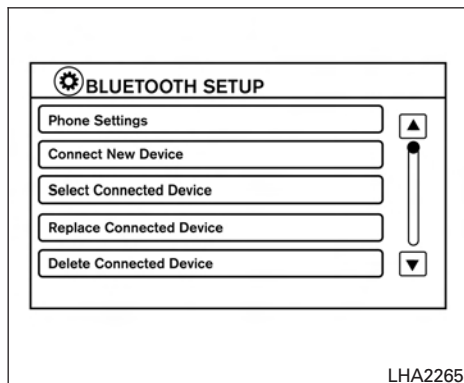 BLUETOOTH SETUP
Phone Settings
Connect New Device
Select Connected Device
Replace Connected Device
Delete Connected Device
LHA2265